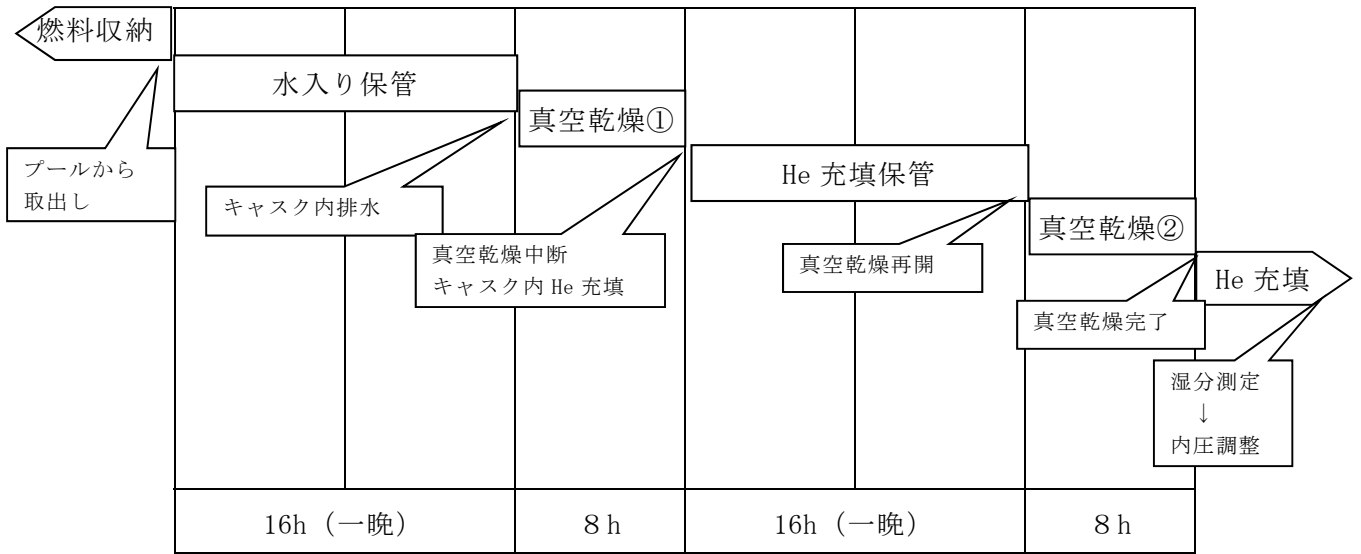 燃料収納
水入り保管
真空乾燥①
プールから
取出し
He 充填保管
キャスク内排水
真空乾燥②
真空乾燥中断
キャスク内 He 充填
真空乾燥再開
He 充填
真空乾燥完了
湿分測定
↓
内圧調整
16h（一晩）
８h
16h（一晩）
８h